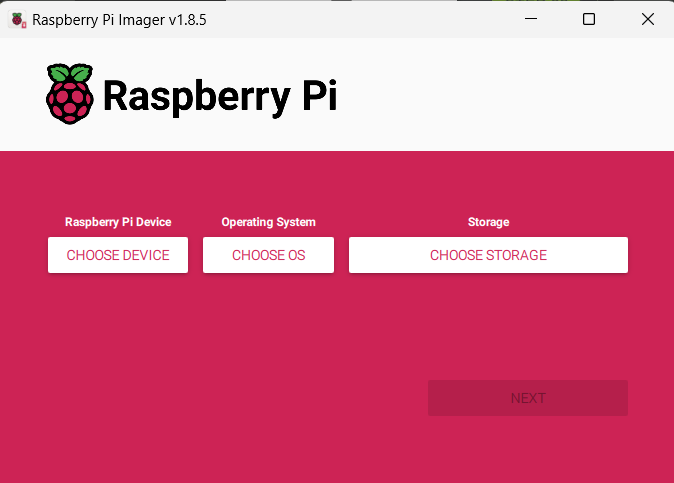 Raspberry Pi Imager v1.8.5
Raspberry Pi
Raspberry Pi Device Operating System Storage
CHOOSE DEVICE CHOOSE OS CHOOSE STORAGE
NEXT